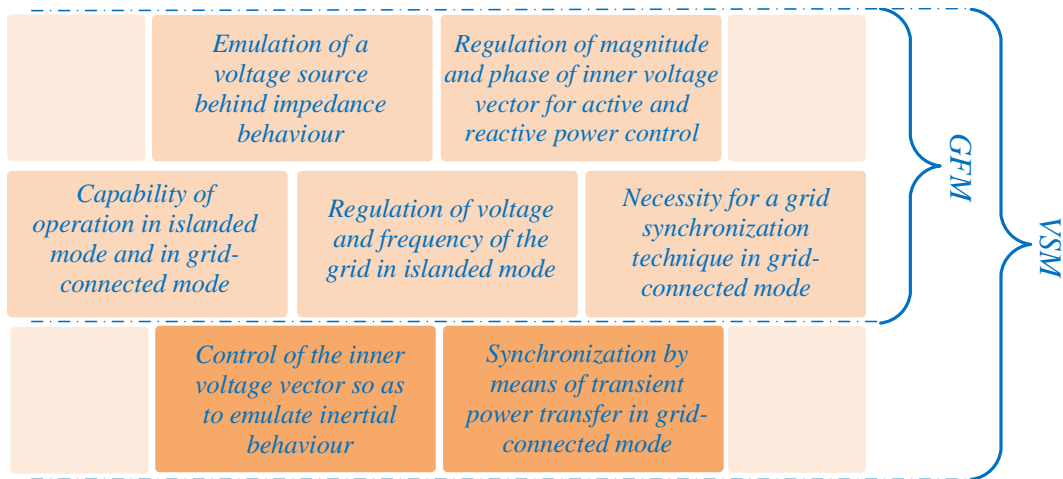 Emulation of a
voltage source
behind impedance
behaviour
Regulation of magnitude
and phase of inner voltage
vector for active and
reactive power control
Capability of
operation in islanded
mode and in grid-
connected mode
Regulation of voltage
and frequency of the
grid in islanded mode
Necessity for a grid
synchronization
technique in grid-
connected mode
Control of the inner
voltage vector so as
to emulate inertial
behaviour
Synchronization by
means of transient
power transfer in grid-
connected mode
GFM
VSM